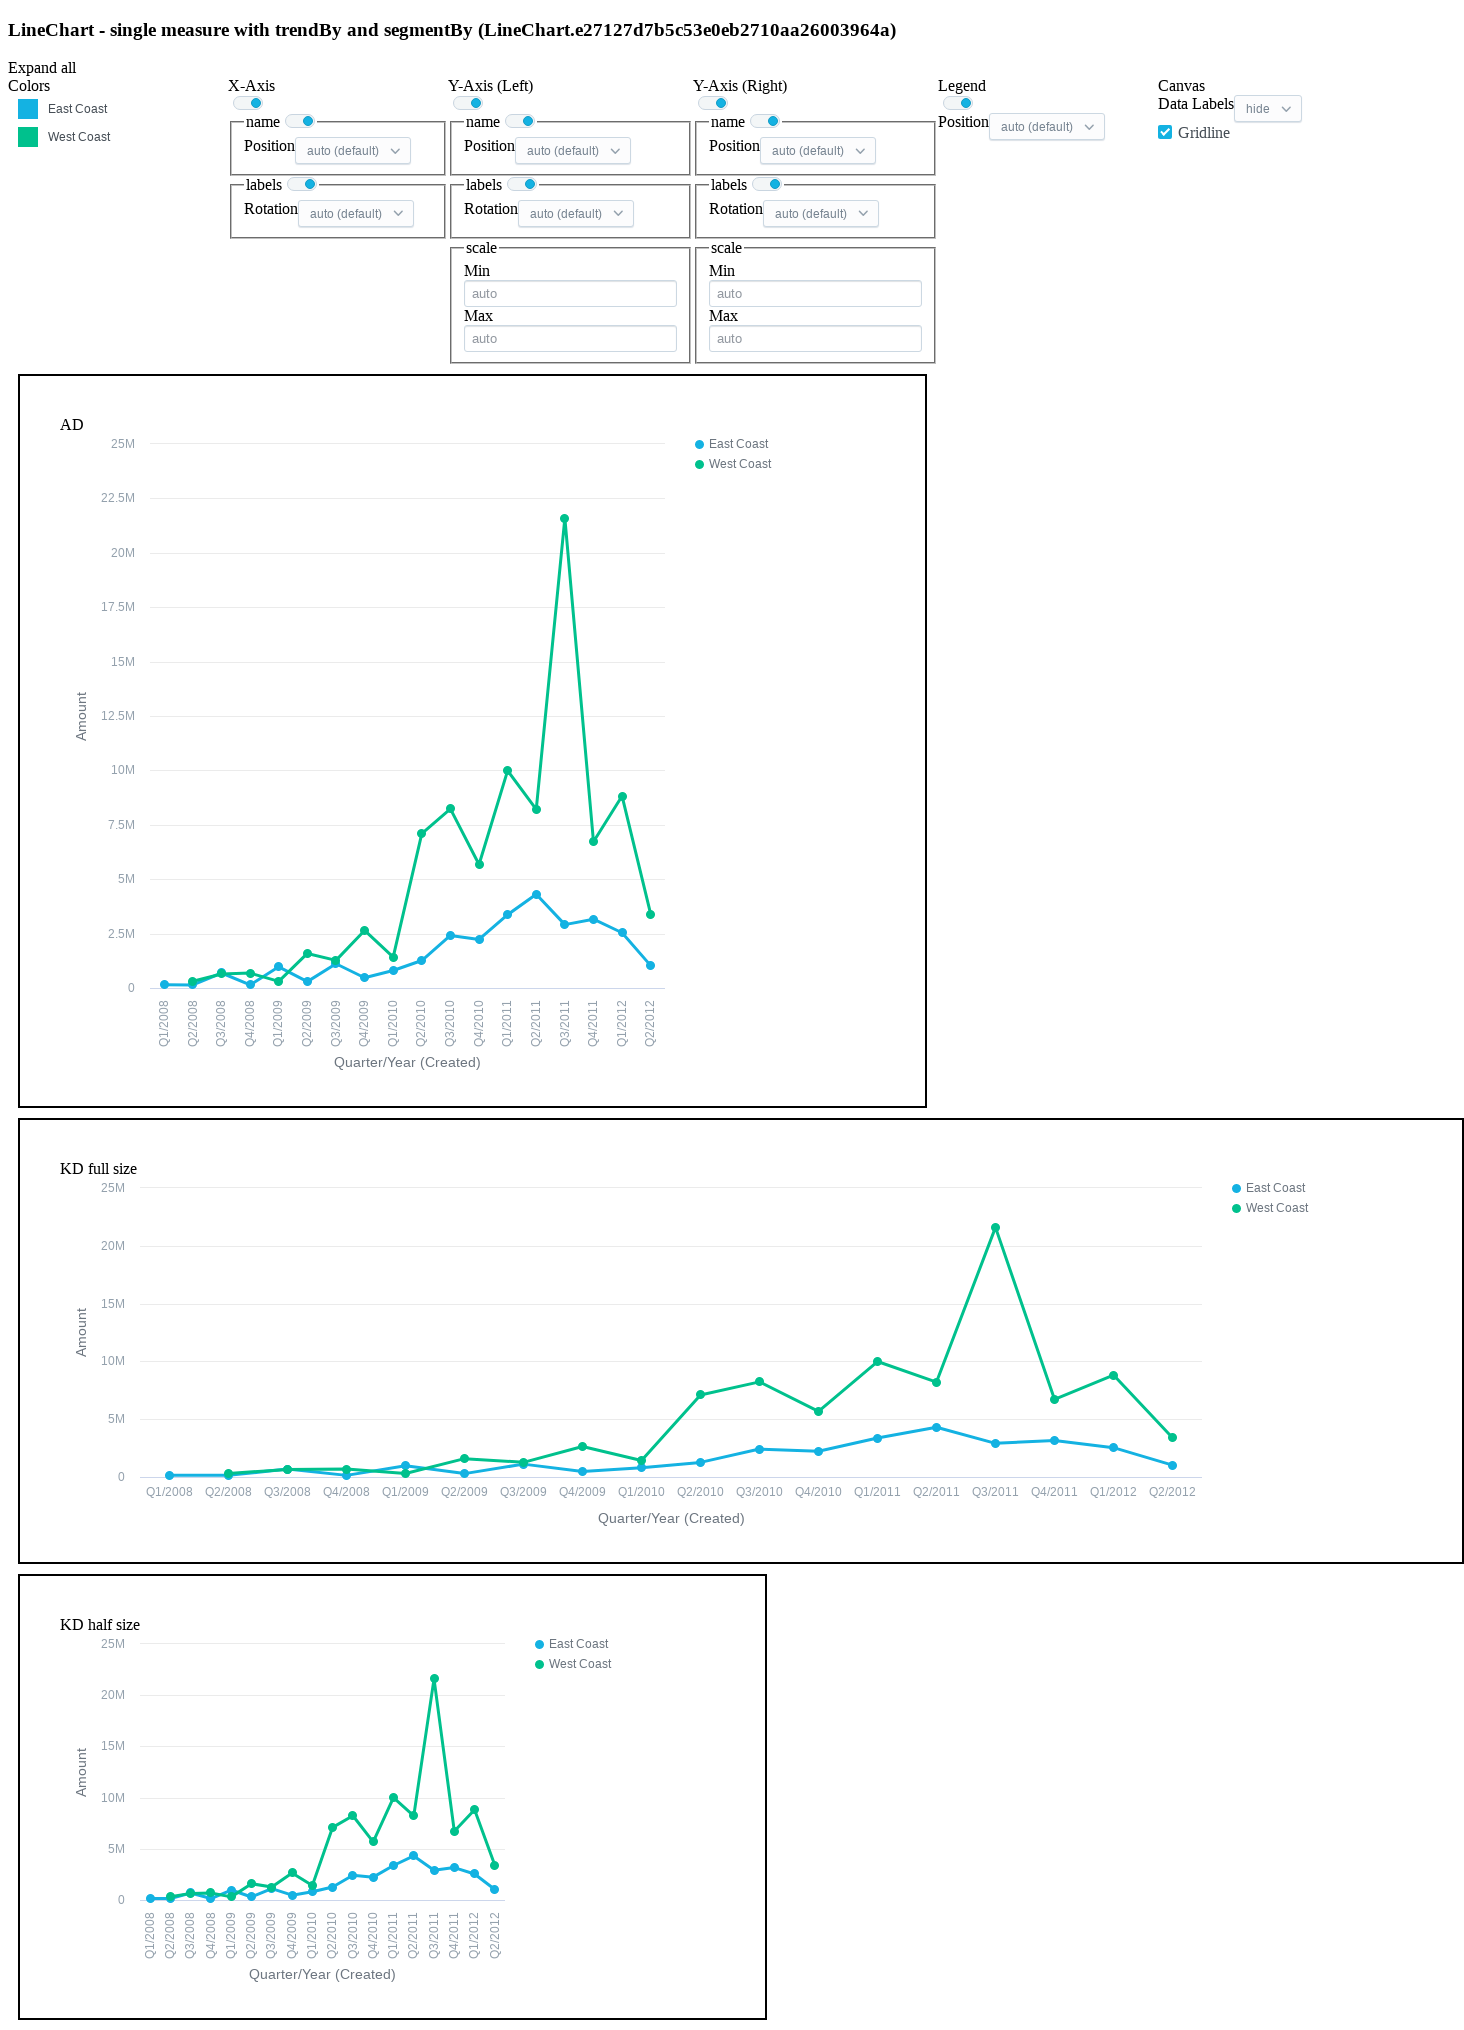 LineChart - single measure with trendBy and segmentBy (LineChart.e27127d7b5c53e0eb2710aa26003964a)
Expand all
Colors
East Coast
West Coast
X-Axis
name
Position auto (default)
labels
Rotation auto (default)
Y-Axis (Left)
name
Position auto (default)
labels
Rotation auto (default)
scale
Min
auto
Max
auto
Y-Axis (Right)
name
Position auto (default)
labels
Rotation auto (default)
scale
Min
auto
Max
auto
Legend
Position auto (default)
Canvas
Data Labels hide
Gridline
AD
25M
22.5M
20M
17.5M
15M
12.5M
10M
7.5M
5M
2.5M
0
Amount
Q1/2008 Q2/2008 Q3/2008 Q4/2008 Q1/2009 Q2/2009 Q3/2009 Q4/2009 Q1/2010 Q2/2010 Q3/2010 Q4/2010 Q1/2011 Q2/2011 Q3/2011 Q4/2011 Q1/2012 Q2/2012
Quarter/Year (Created)
East Coast
West Coast
KD full size
25M
20M
15M
10M
5M
0
Amount
Q1/2008 Q2/2008 Q3/2008 Q4/2008 Q1/2009 Q2/2009 Q3/2009 Q4/2009 Q1/2010 Q2/2010 Q3/2010 Q4/2010 Q1/2011 Q2/2011 Q3/2011 Q4/2011 Q1/2012 Q2/2012
Quarter/Year (Created)
East Coast
West Coast
KD half size
25M
20M
15M
10M
5M
0
Amount
Q1/2008 Q2/2008 Q3/2008 Q4/2008 Q1/2009 Q2/2009 Q3/2009 Q4/2009 Q1/2010 Q2/2010 Q3/2010 Q4/2010 Q1/2011 Q2/2011 Q3/2011 Q4/2011 Q1/2012 Q2/2012
Quarter/Year (Created)
East Coast
West Coast